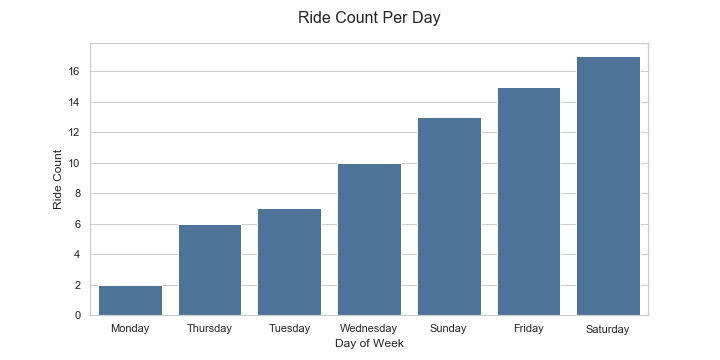 Ride Count Per Day
Ride Count
16
14
12
10
8
6
4
2
0
Monday Thursday Tuesday Wednesday Sunday Friday Saturday
Day of Week